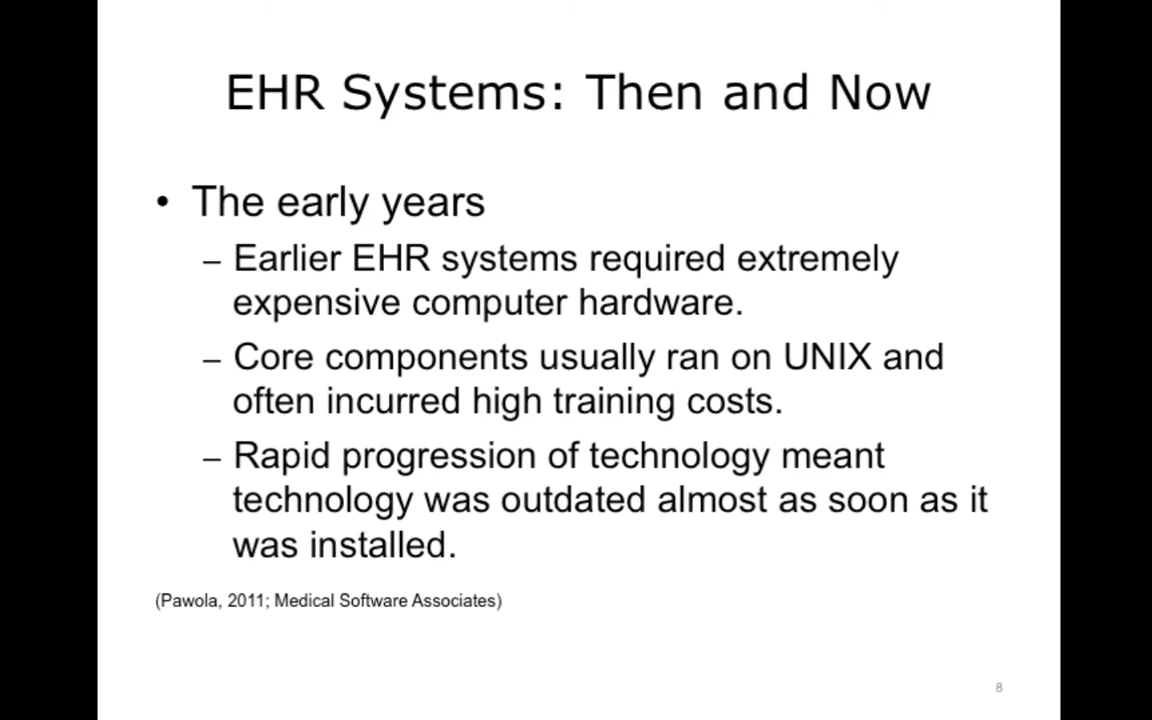 EHR Systems: Then and Now
• The early years
– Earlier EHR systems required extremely
expensive computer hardware.
– Core components usually ran on UNIX and
often incurred high training costs.
– Rapid progression of technology meant
technology was outdated almost as soon as it
was installed.
(Pawola, 2011; Medical Software Associates)
8